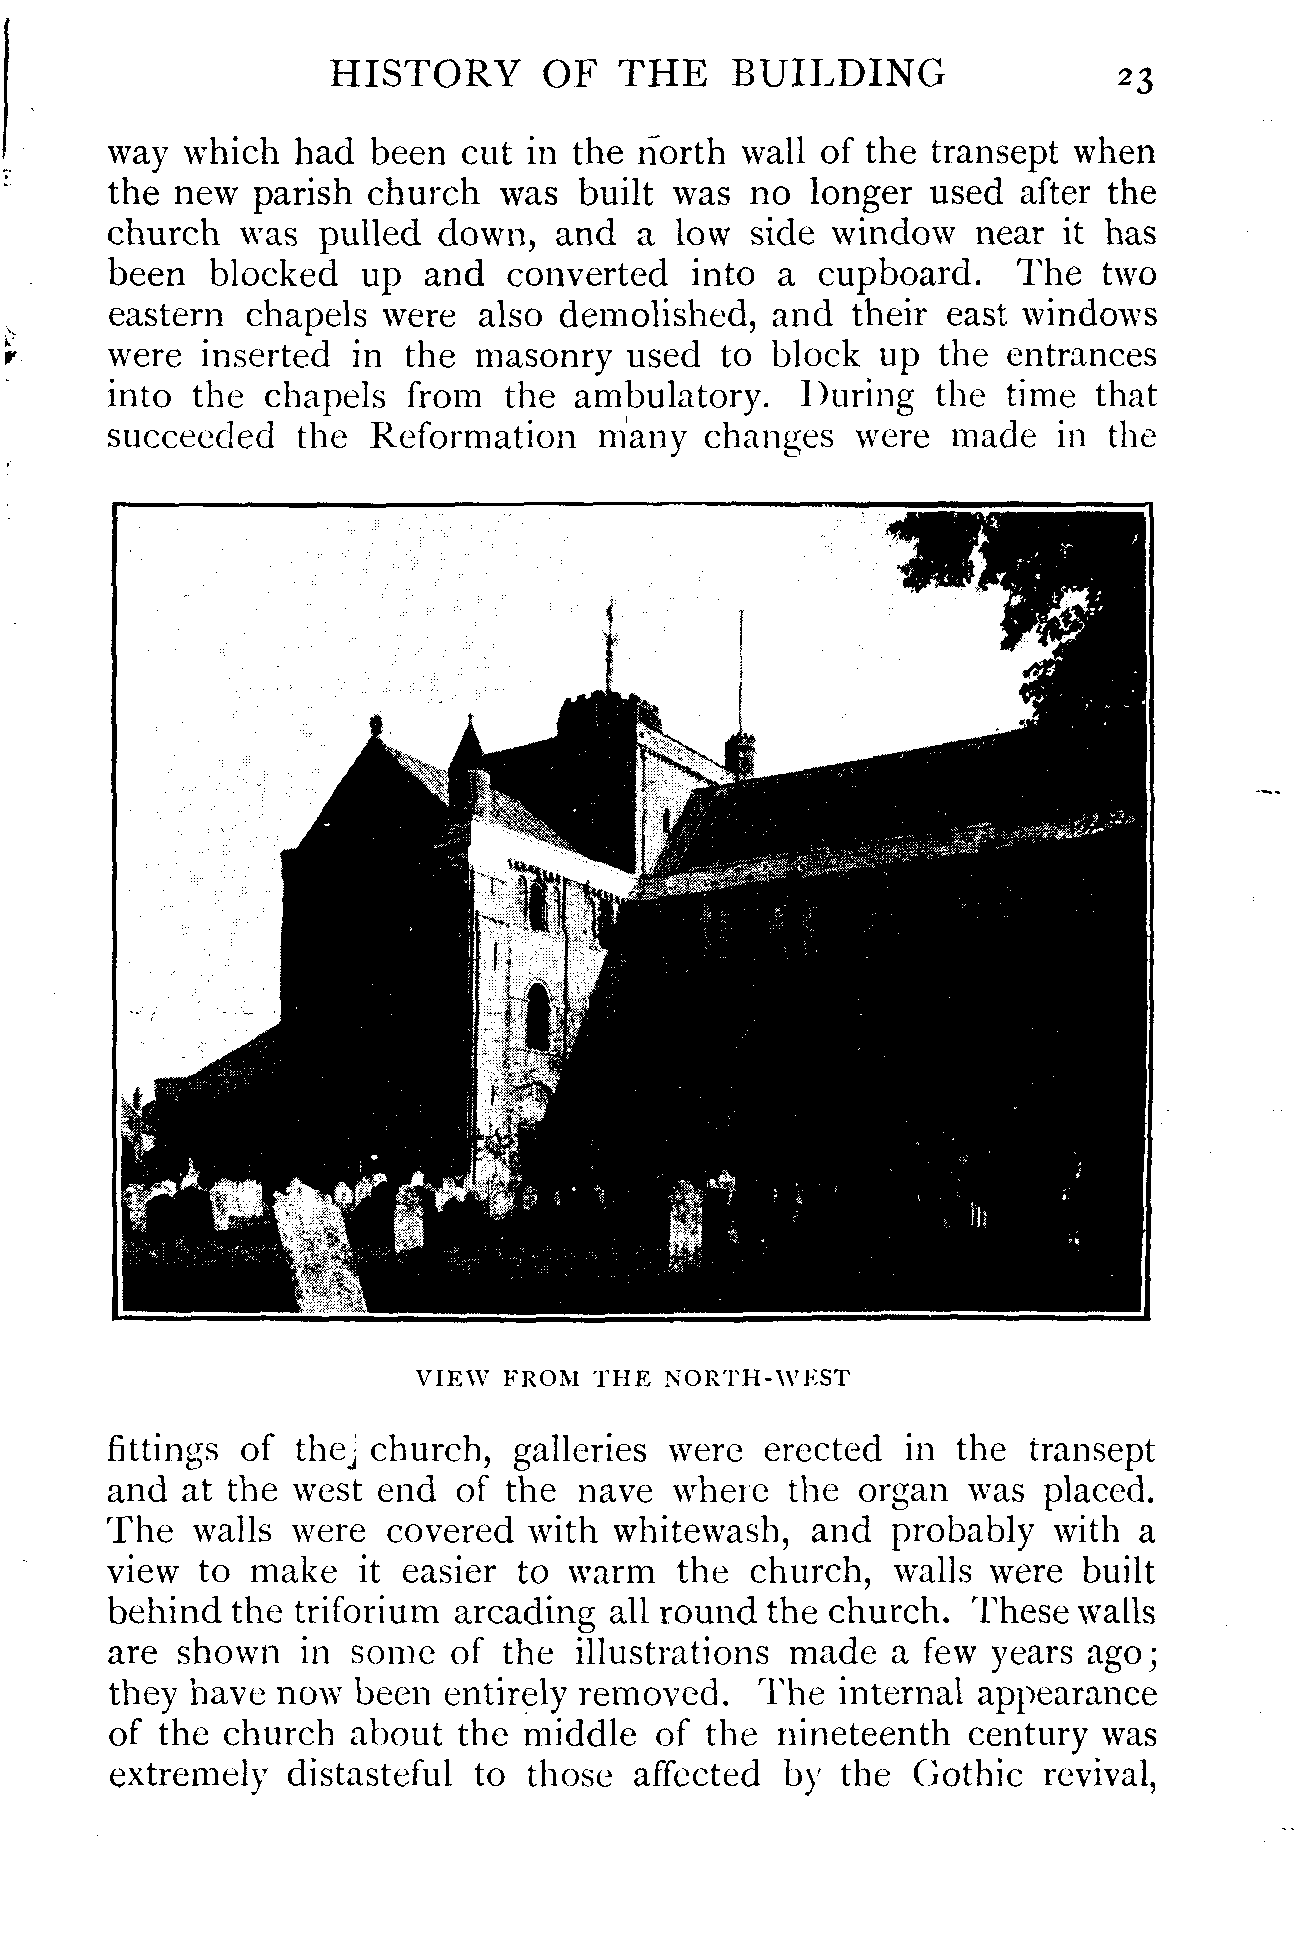 HISTORY OF THE BUILDING 23
way which had been cut in the north wall of the transept when
the new parish church was built was no longer used after the
church was pulled down, and a low side window near it has
been blocked up and converted into a cupboard. The two
eastern chapels were also demolished, and their east windows
were inserted in the masonry used to block up the entrances
into the chapels from the ambulatory. During the time that
succeeded the Reformation many changes were made in the
VIEW FROM THE NORTH-WEST
fittings of the church, galleries were erected in the transept
and at the west end of the nave where the organ was placed.
The walls were covered with whitewash, and probably with a
view to make it easier to warm the church, walls were built
behind the triforium arcading all round the church. These walls
are shown in some of the illustrations made a few years ago;
they have now been entirely removed. The internal appearance
of the church about the middle of the nineteenth century was
extremely distasteful to those affected by the Gothic revival,